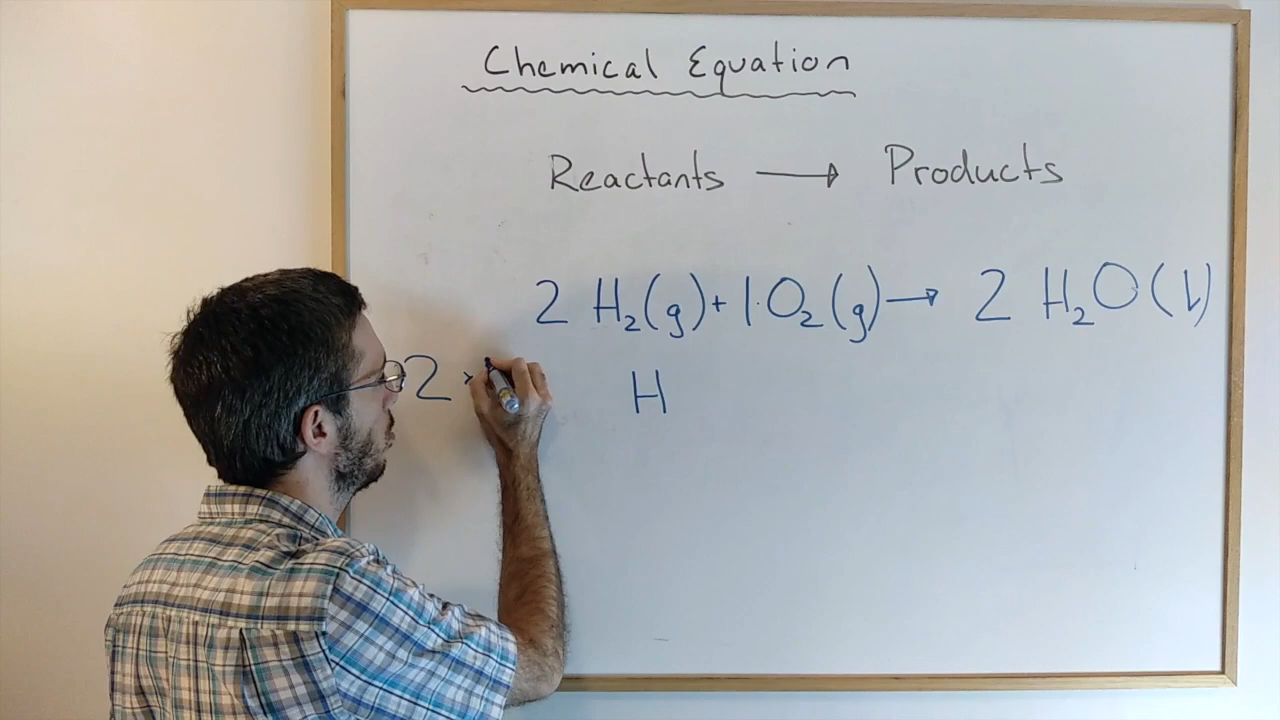 Chemical Equation
Reactants → Products
2 H₂(g) + 1·O₂(g) → 2 H₂O(l)
2 × H